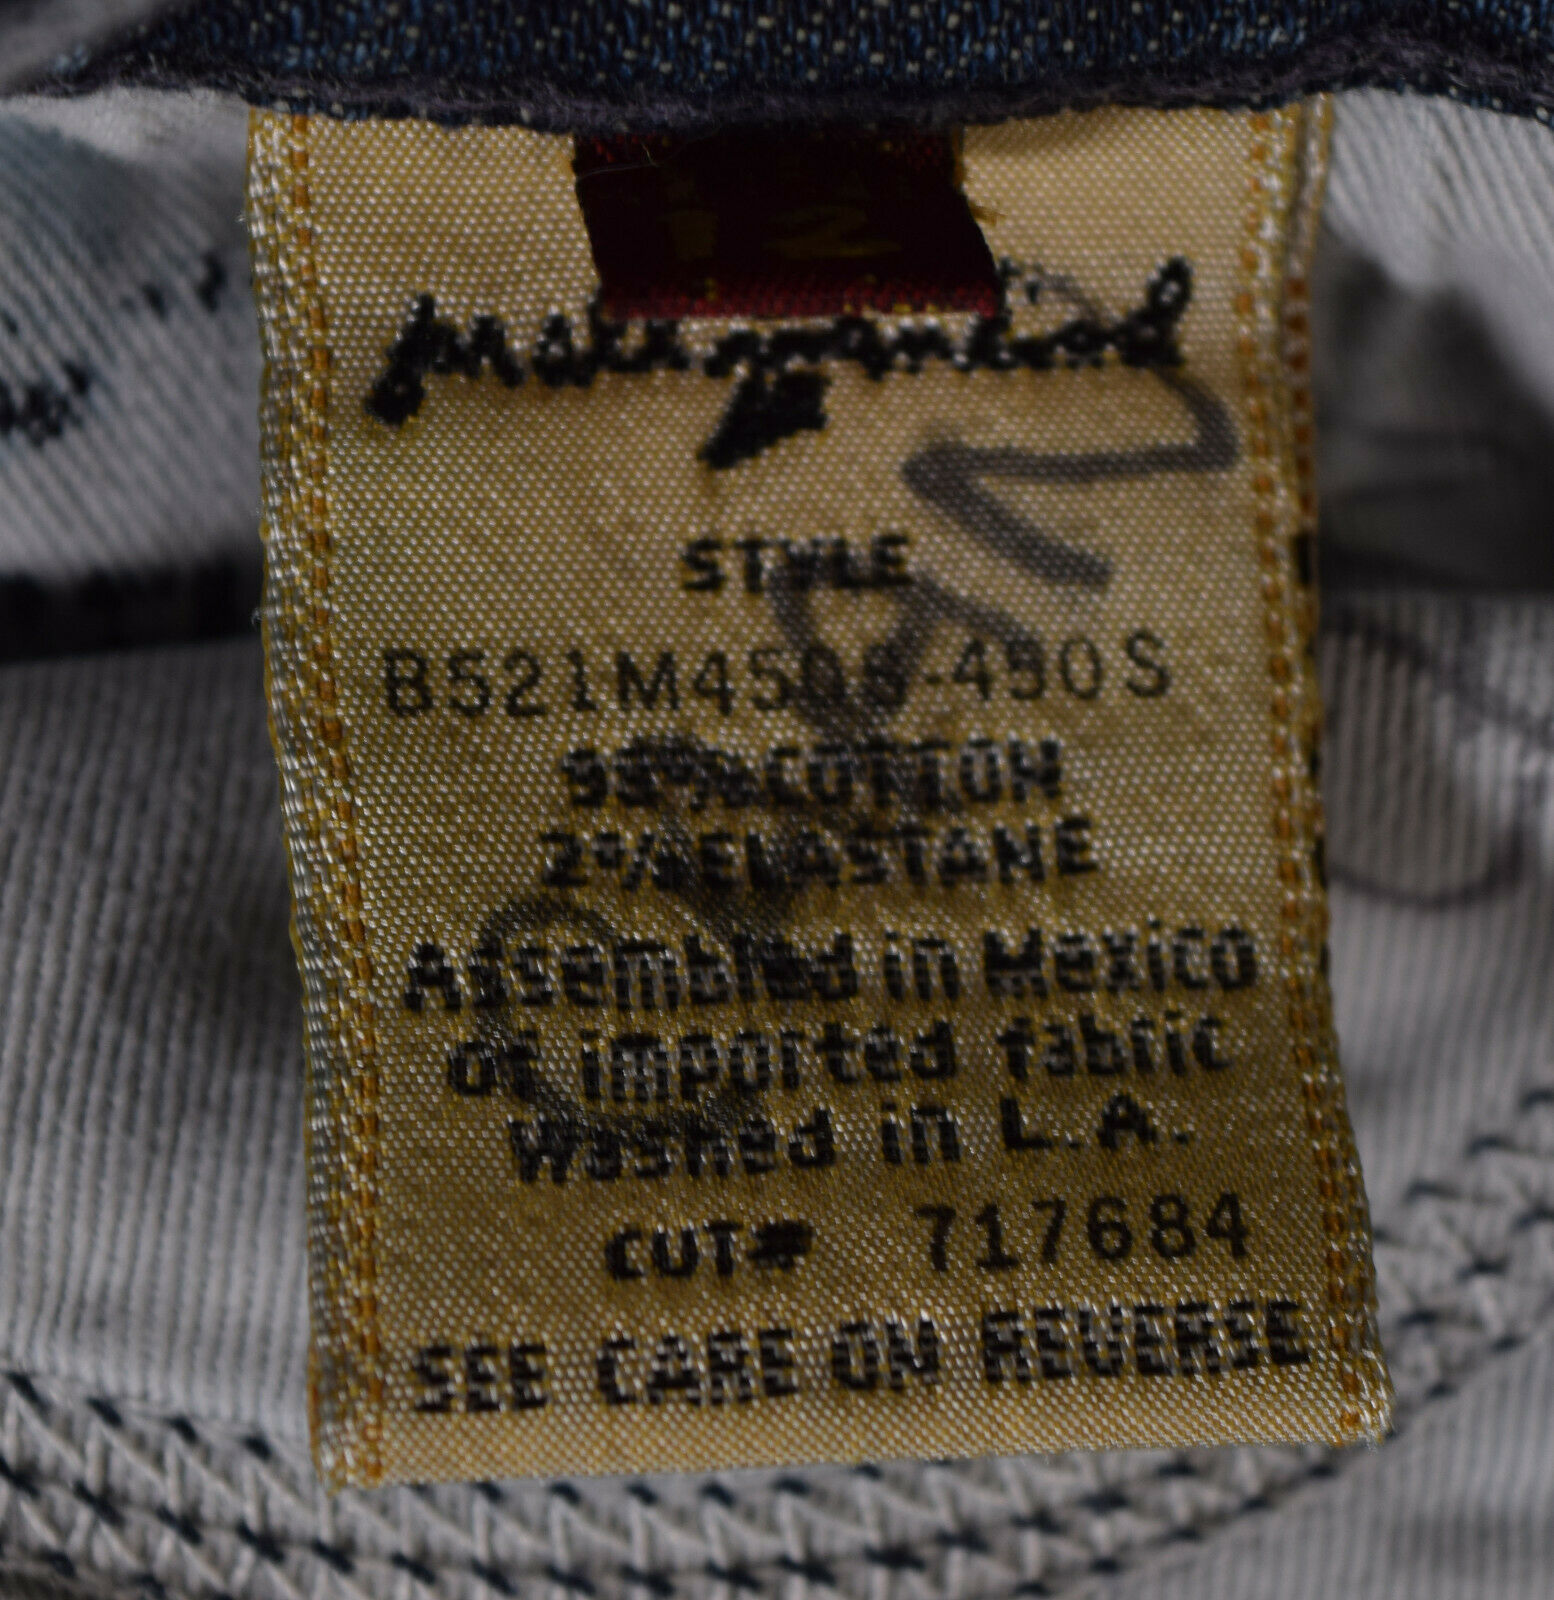 12
STYLE
98% COTTON
2% ELASTANE
Assembled in Mexico
of imported fabric
Washed in L.A.
CUT# 717684
SEE CARE ON REVERSE